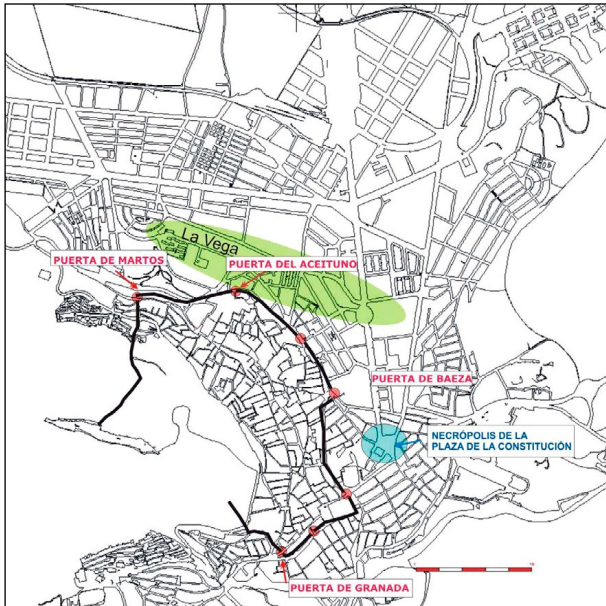 La Vega
PUERTA DE MARTOS
PUERTA DEL ACEITUNO
PUERTA DE BAEZA
NECRÓPOLIS DE LA
PLAZA DE LA CONSTITUCIÓN
PUERTA DE GRANADA